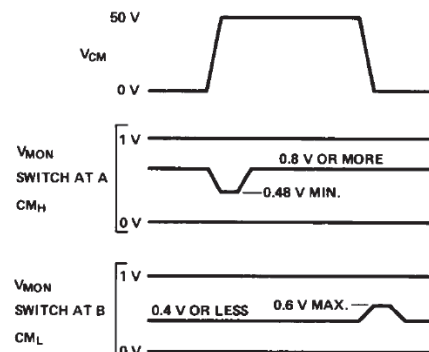 50 V
VCM
0 V
1 V
VMON
SWITCH AT A
CMH
0.8 V OR MORE
0.48 V MIN.
0 V
1 V
VMON
SWITCH AT B
CML
0.4 V OR LESS
0.6 V MAX.
0 V